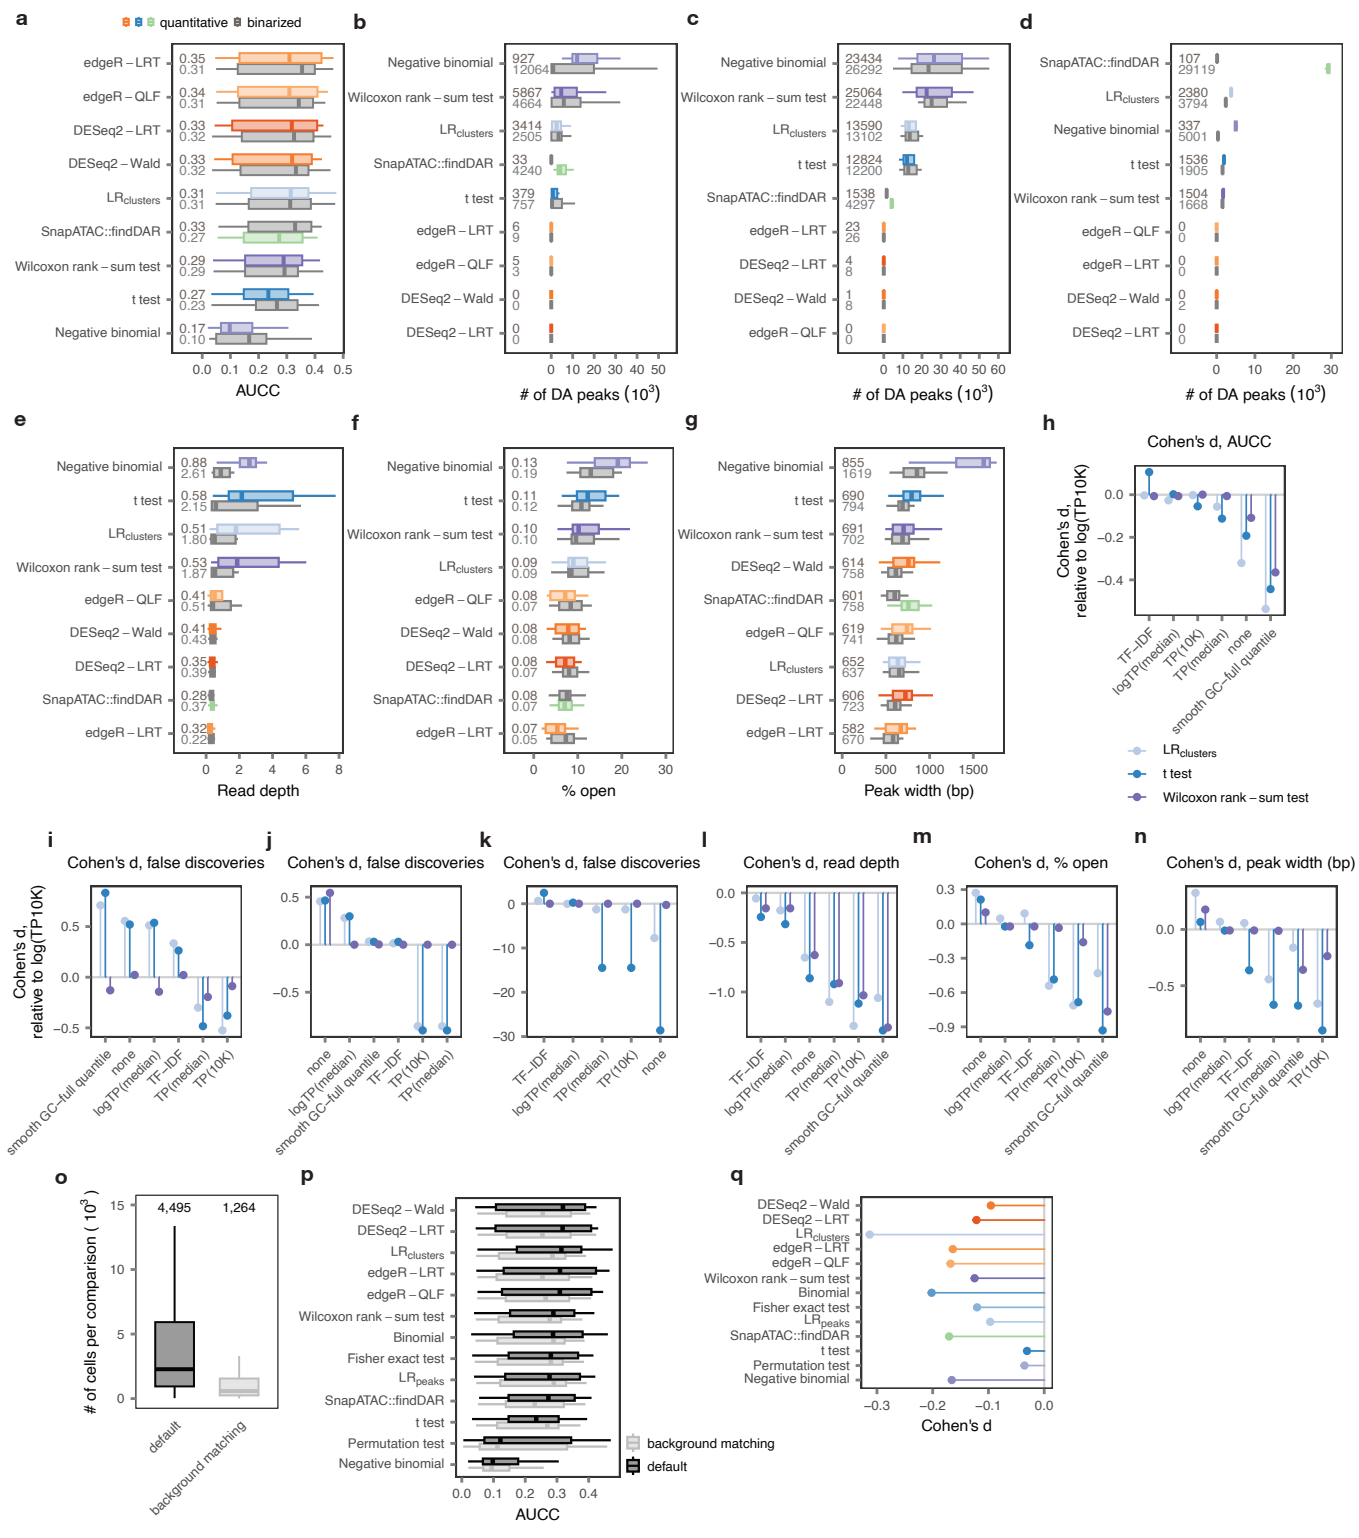 a
quantitative
binarized
edgeR–LRT
0.35
0.31
edgeR–QLF
0.34
0.31
DESeq2–LRT
0.33
0.32
DESeq2–Wald
0.33
0.32
LRclusters
0.31
0.31
SnapATAC::findDAR
0.33
0.27
Wilcoxon rank–sum test
0.29
0.29
t test
0.27
0.23
Negative binomial
0.17
0.10
0.0 0.1 0.2 0.3 0.4 0.5
AUCC
b
Negative binomial
927
12064
Wilcoxon rank–sum test
5867
4664
LRclusters
3414
2505
SnapATAC::findDAR
33
4240
t test
379
757
edgeR–LRT
6
9
edgeR–QLF
5
3
DESeq2–Wald
0
0
DESeq2–LRT
0
0
0 10 20 30 40 50
# of DA peaks (10³)
c
Negative binomial
23434
26292
Wilcoxon rank–sum test
25064
22448
LRclusters
13590
13102
t test
12824
12200
SnapATAC::findDAR
1538
4297
edgeR–LRT
23
26
DESeq2–LRT
4
8
DESeq2–Wald
1
8
edgeR–QLF
0
0
0 10 20 30 40 50 60
# of DA peaks (10³)
d
SnapATAC::findDAR
107
29119
LRclusters
2380
3794
Negative binomial
337
5001
t test
1536
1905
Wilcoxon rank–sum test
1504
1668
edgeR–QLF
0
0
edgeR–LRT
0
0
DESeq2–Wald
0
2
DESeq2–LRT
0
0
0 10 20 30
# of DA peaks (10³)
e
Negative binomial
0.88
2.61
t test
0.58
2.15
LRclusters
0.51
1.80
Wilcoxon rank–sum test
0.53
1.87
edgeR–QLF
0.41
0.51
DESeq2–Wald
0.41
0.43
DESeq2–LRT
0.35
0.39
SnapATAC::findDAR
0.28
0.37
edgeR–LRT
0.32
0.22
0 2 4 6 8
Read depth
f
Negative binomial
0.13
0.19
t test
0.11
0.12
Wilcoxon rank–sum test
0.10
0.10
LRclusters
0.09
0.09
edgeR–QLF
0.08
0.07
DESeq2–Wald
0.08
0.08
DESeq2–LRT
0.08
0.07
SnapATAC::findDAR
0.08
0.07
edgeR–LRT
0.07
0.05
0 10 20 30
% open
g
Negative binomial
855
1619
t test
690
794
Wilcoxon rank–sum test
691
702
DESeq2–Wald
614
758
SnapATAC::findDAR
601
758
edgeR–QLF
619
741
LRclusters
652
637
DESeq2–LRT
606
723
edgeR–LRT
582
670
0 500 1000 1500
Peak width (bp)
h
Cohen's d, AUCC
Cohen's d,
relative to log(TP10K)
0.0
−0.2
−0.4
TF–IDF
logTP(median)
TP(10K)
TP(median)
none
smooth GC–full quantile
LRclusters
t test
Wilcoxon rank–sum test
i
Cohen's d, false discoveries
Cohen's d,
relative to log(TP10K)
0.5
0.0
−0.5
smooth GC–full quantile
none
logTP(median)
TF–IDF
TP(median)
TP(10K)
j
Cohen's d, false discoveries
0.5
0.0
−0.5
none
logTP(median)
smooth GC–full quantile
TF–IDF
TP(10K)
TP(median)
k
Cohen's d, false discoveries
0
−10
−20
−30
TF–IDF
logTP(median)
TP(median)
TP(10K)
none
l
Cohen's d, read depth
0.0
−0.5
−1.0
TF–IDF
logTP(median)
none
TP(median)
TP(10K)
smooth GC–full quantile
m
Cohen's d, % open
0.3
0.0
−0.3
−0.6
−0.9
none
logTP(median)
TF–IDF
TP(median)
TP(10K)
smooth GC–full quantile
n
Cohen's d, peak width (bp)
0.0
−0.5
none
logTP(median)
TF–IDF
TP(median)
smooth GC–full quantile
TP(10K)
o
# of cells per comparison (10³)
15
10
5
0
4,495
1,264
default
background matching
p
DESeq2–Wald
DESeq2–LRT
LRclusters
edgeR–LRT
edgeR–QLF
Wilcoxon rank–sum test
Binomial
Fisher exact test
LRpeaks
SnapATAC::findDAR
t test
Permutation test
Negative binomial
0.0 0.1 0.2 0.3 0.4
AUCC
background matching
default
q
DESeq2–Wald
DESeq2–LRT
LRclusters
edgeR–LRT
edgeR–QLF
Wilcoxon rank–sum test
Binomial
Fisher exact test
LRpeaks
SnapATAC::findDAR
t test
Permutation test
Negative binomial
−0.3 −0.2 −0.1 0.0
Cohen's d